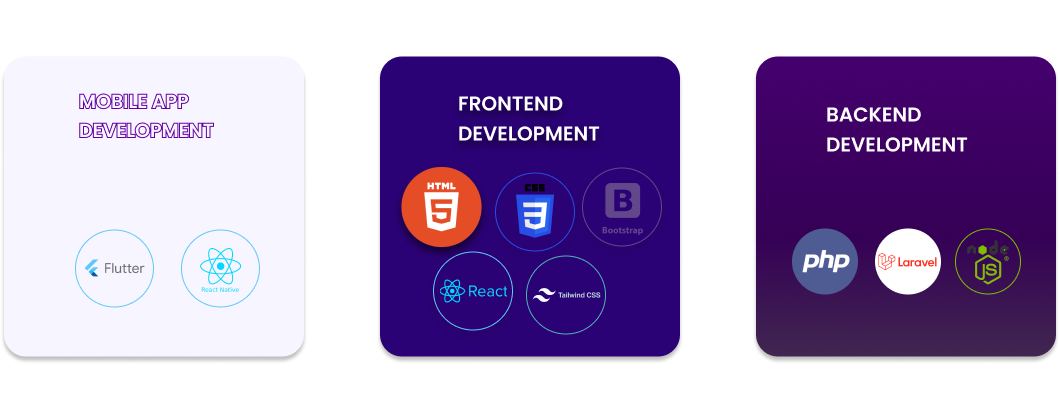 MOBILE APP
DEVELOPMENT
Flutter
React Native
FRONTEND
DEVELOPMENT
HTML
5
CSS
3
B
Bootstrap
React
Tailwind CSS
BACKEND
DEVELOPMENT
php
Laravel
node
JS®